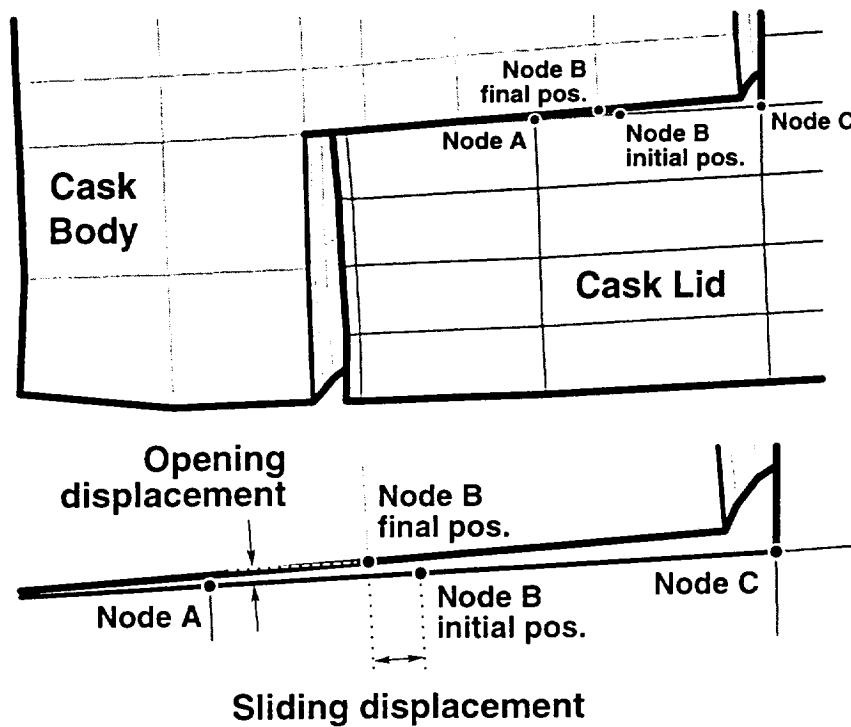 Node B
final pos.
Node A
Node B
initial pos.
Node C
Cask
Body
Cask Lid
Opening
displacement
Node B
final pos.
Node A
Node B
initial pos.
Node C
Sliding displacement